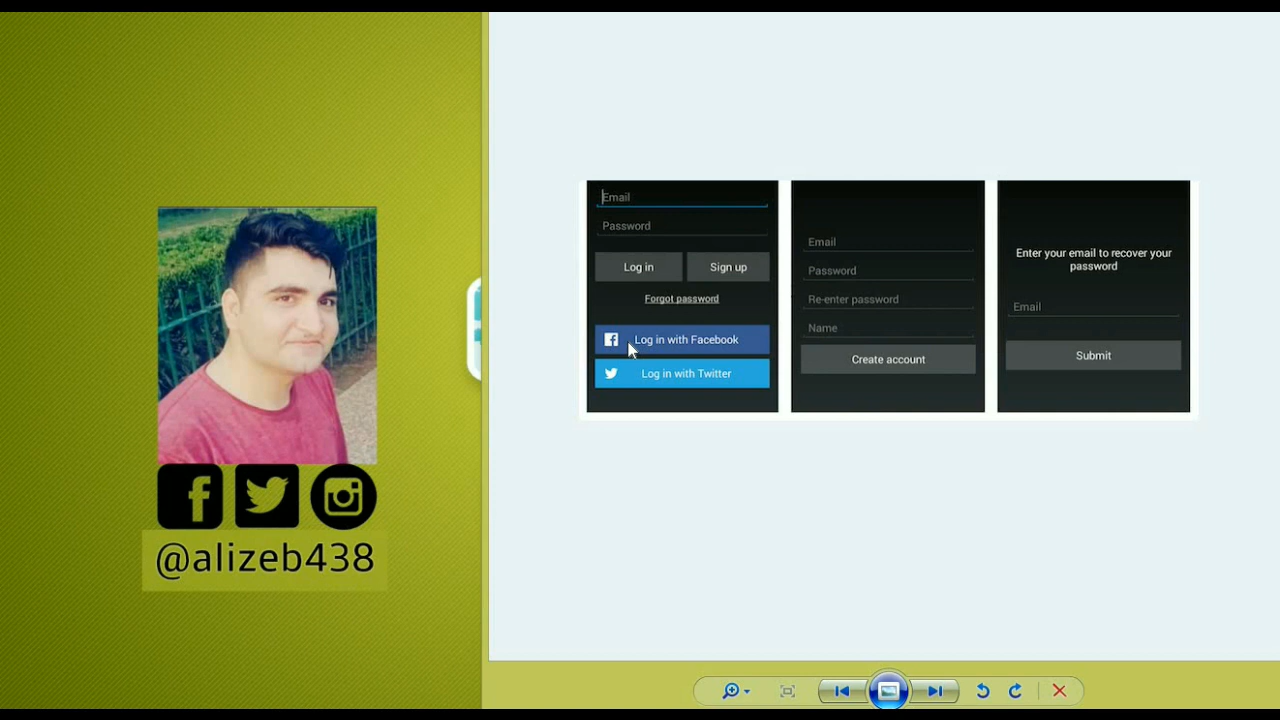 @alizeb438
Email
Password
Log in
Sign up
Forgot password
Log in with Facebook
Log in with Twitter
Email
Password
Re-enter password
Name
Create account
Enter your email to recover your
password
Email
Submit